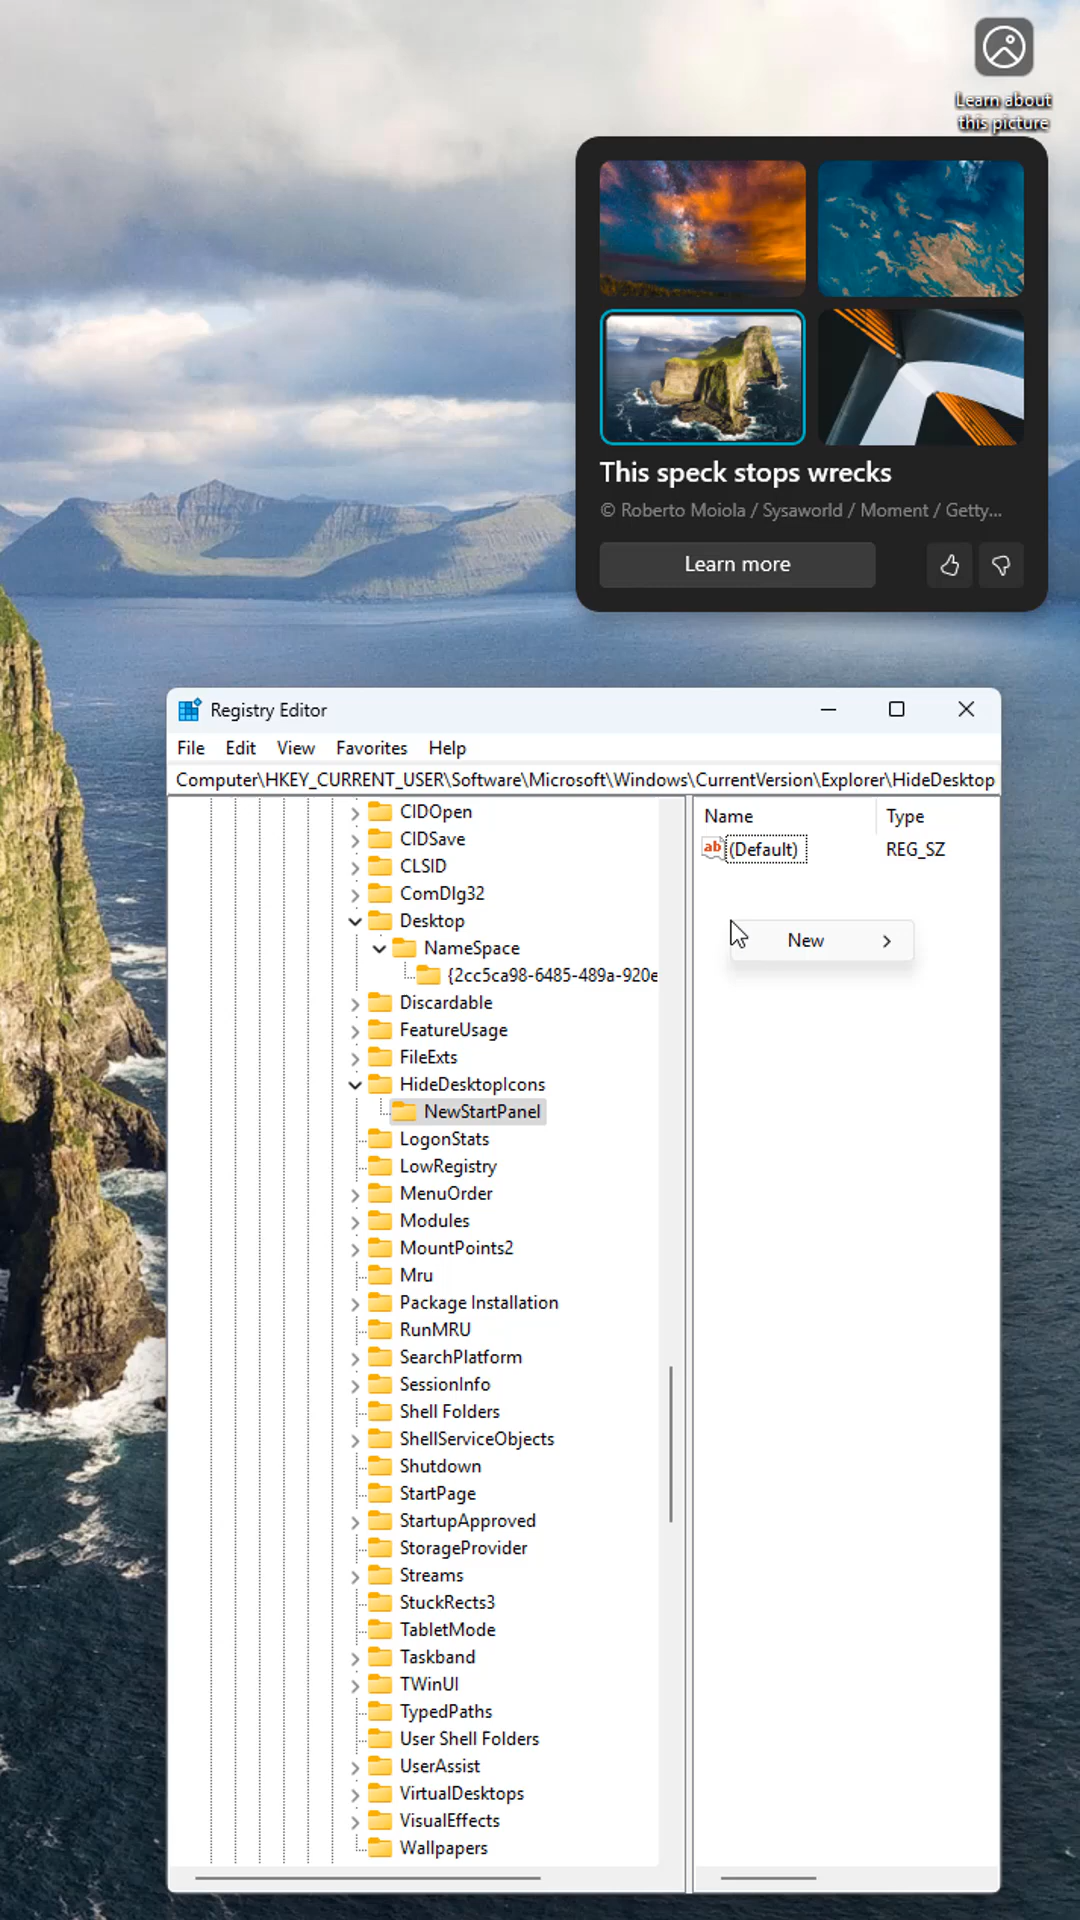 Learn about
this picture
This speck stops wrecks
© Roberto Moiola / Sysaworld / Moment / Getty...
Learn more
Registry Editor
File Edit View Favorites Help
Computer\HKEY_CURRENT_USER\Software\Microsoft\Windows\CurrentVersion\Explorer\HideDesktop
CIDOpen
CIDSave
CLSID
ComDlg32
Desktop
NameSpace
{2cc5ca98-6485-489a-920e
Discardable
FeatureUsage
FileExts
HideDesktopIcons
NewStartPanel
LogonStats
LowRegistry
MenuOrder
Modules
MountPoints2
Mru
Package Installation
RunMRU
SearchPlatform
SessionInfo
Shell Folders
ShellServiceObjects
Shutdown
StartPage
StartupApproved
StorageProvider
Streams
StuckRects3
TabletMode
Taskband
TWinUI
TypedPaths
User Shell Folders
UserAssist
VirtualDesktops
VisualEffects
Wallpapers
Name Type
ab (Default) REG_SZ
New